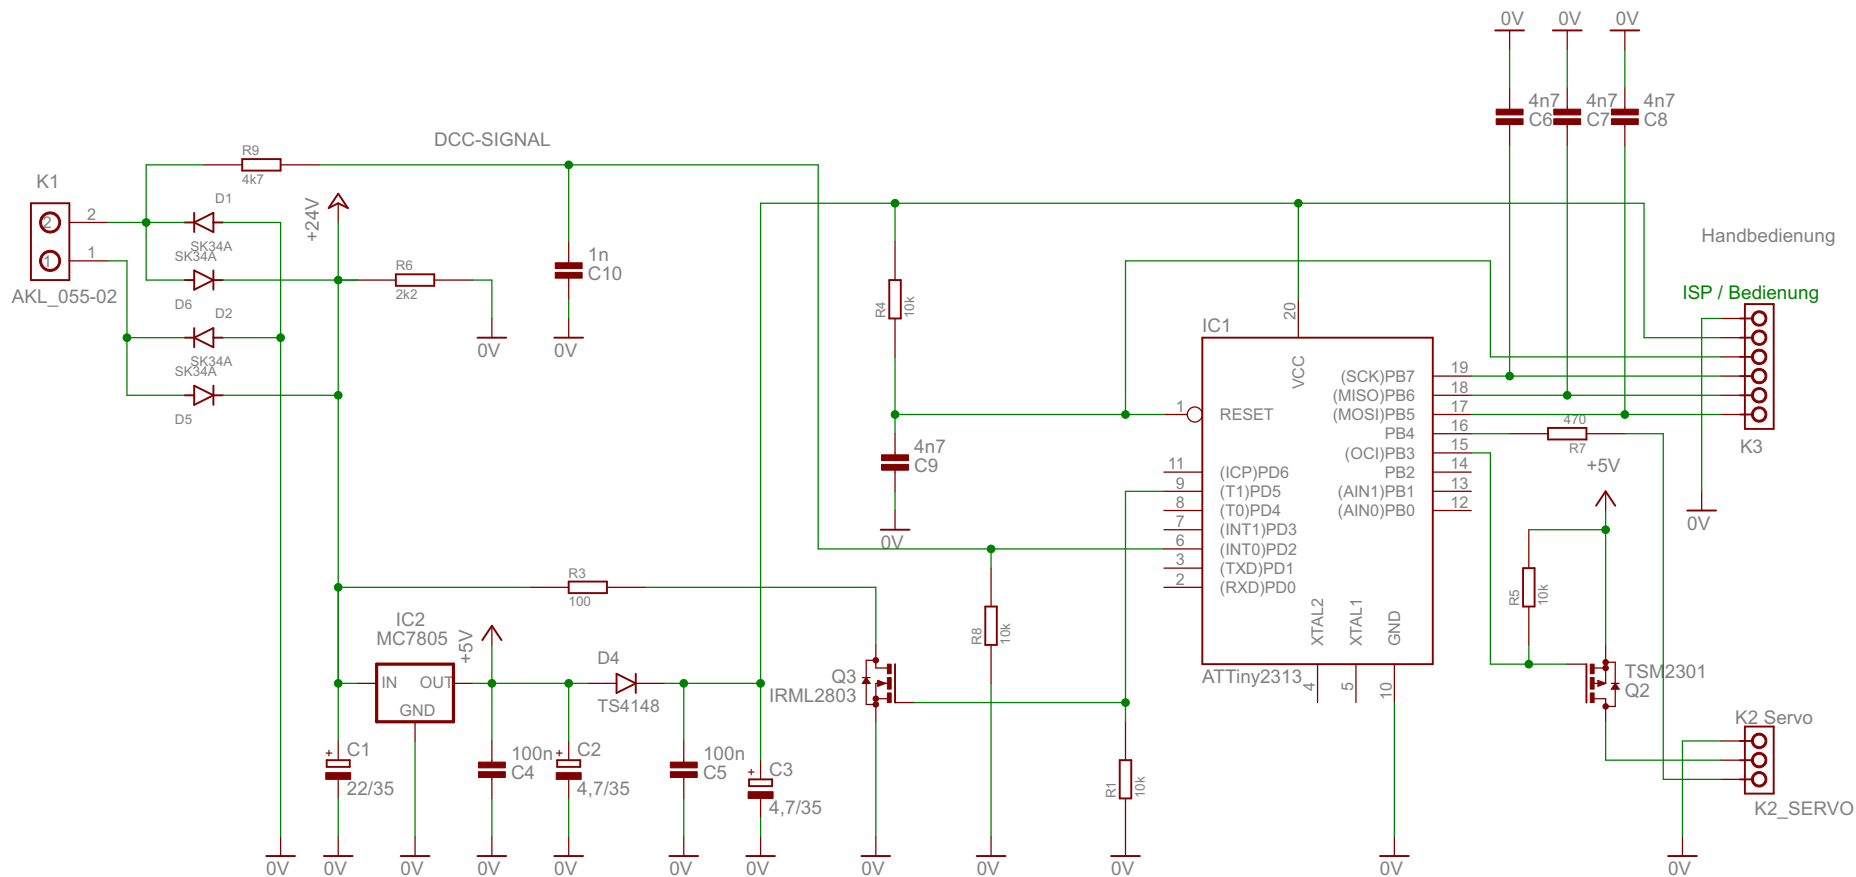 0V 0V 0V
4n7 4n7 4n7
C6 C7 C8
DCC-SIGNAL
R9
4k7
K1
2
2
1
1
AKL_055-02
D1
SK34A
SK34A
D6
D2
SK34A
SK34A
D5
+24V
R6
2k2
0V
1n
C10
0V
R4
10k
4n7
C9
0V
Handbedienung
ISP / Bedienung
K3
0V
IC1
20
VCC
1
RESET
11
(ICP)PD6
9
(T1)PD5
8
(T0)PD4
7
(INT1)PD3
6
(INT0)PD2
3
(TXD)PD1
2
(RXD)PD0
(SCK)PB7
19
(MISO)PB6
18
(MOSI)PB5
17
PB4
16
(OCI)PB3
15
PB2
14
(AIN1)PB1
13
(AIN0)PB0
12
XTAL2
XTAL1
GND
4
5
10
ATTiny2313
470
R7
+5V
R5
10k
TSM2301
Q2
K2 Servo
K2_SERVO
R3
100
IC2
MC7805
+5V
IN
OUT
GND
D4
TS4148
Q3
IRML2803
R8
10k
R1
10k
+
C1
22/35
100n
C4
+
C2
4,7/35
100n
C5
+
C3
4,7/35
0V 0V 0V 0V 0V 0V 0V 0V 0V 0V 0V 0V